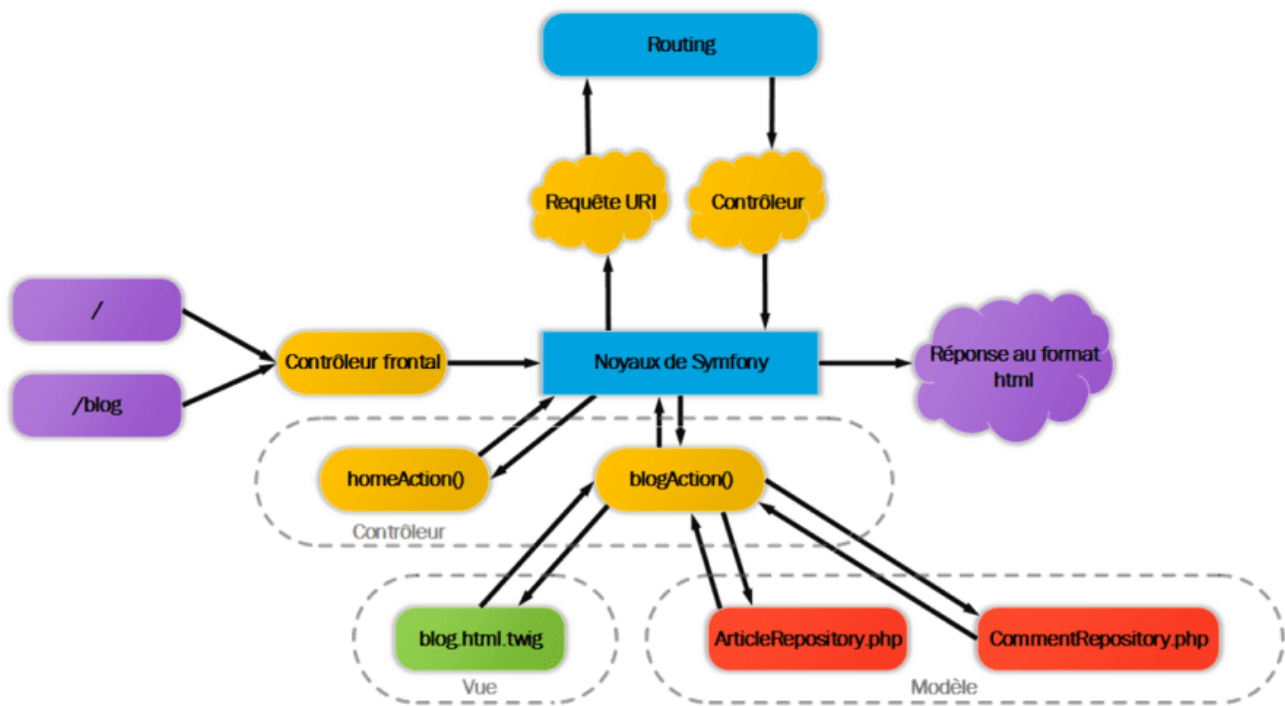 Routing
Requête URI
Contrôleur
/
/blog
Contrôleur frontal
Noyaux de Symfony
Réponse au format
html
homeAction()
blogAction()
Contrôleur
blog.html.twig
ArticleRepository.php
CommentRepository.php
Vue
Modèle